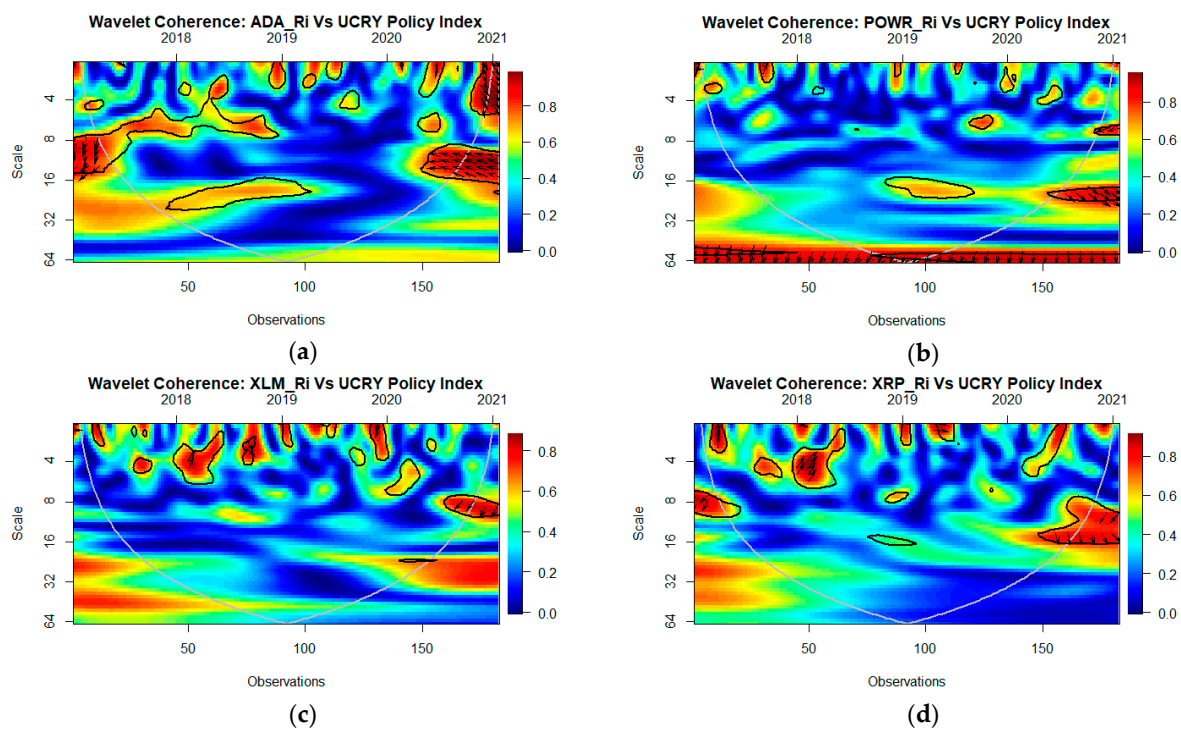 Wavelet Coherence: ADA_Ri Vs UCRY Policy Index
2018 2019 2020 2021
Scale
4
8
16
32
64
0.8
0.6
0.4
0.2
0.0
50 100 150
Observations
(a)
Wavelet Coherence: POWR_Ri Vs UCRY Policy Index
2018 2019 2020 2021
Scale
4
8
16
32
64
0.8
0.6
0.4
0.2
0.0
50 100 150
Observations
(b)
Wavelet Coherence: XLM_Ri Vs UCRY Policy Index
2018 2019 2020 2021
Scale
4
8
16
32
64
0.8
0.6
0.4
0.2
0.0
50 100 150
Observations
(c)
Wavelet Coherence: XRP_Ri Vs UCRY Policy Index
2018 2019 2020 2021
Scale
4
8
16
32
64
0.8
0.6
0.4
0.2
0.0
50 100 150
Observations
(d)